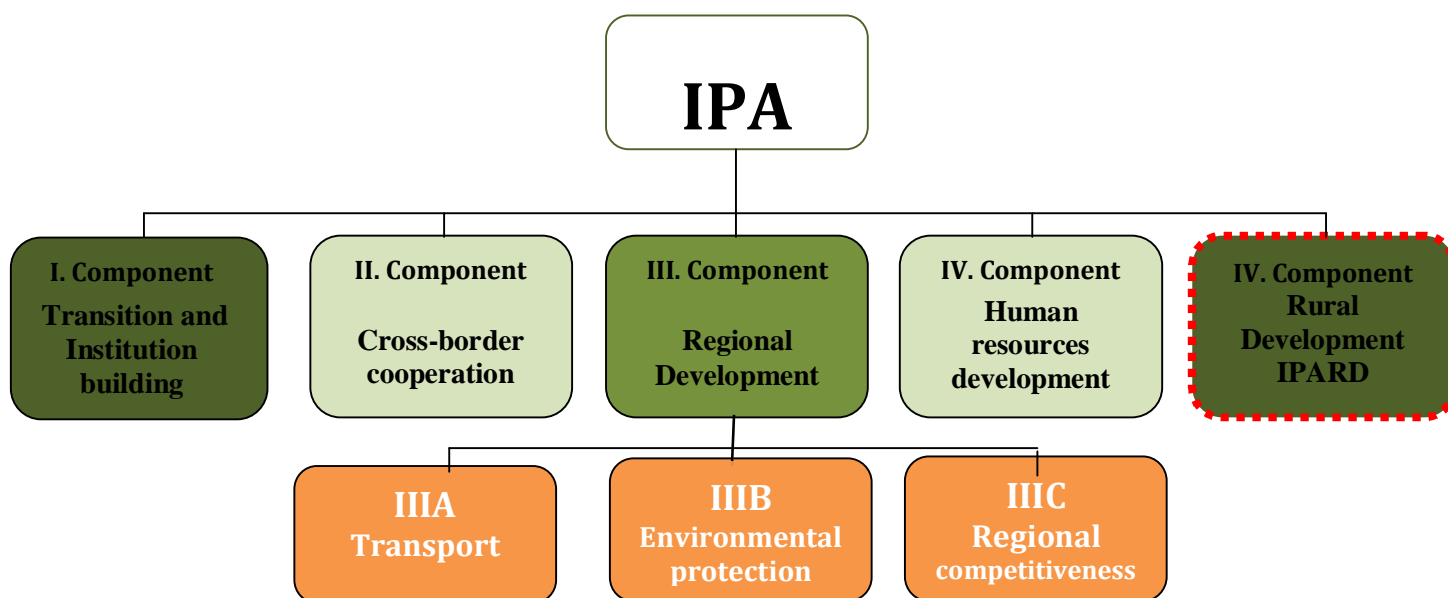 IPA
I. Component
Transition and
Institution
building
II. Component
Cross-border
cooperation
III. Component
Regional
Development
IV. Component
Human
resources
development
IV. Component
Rural
Development
IPARD
IIIA
Transport
IIIB
Environmental
protection
IIIC
Regional
competitiveness